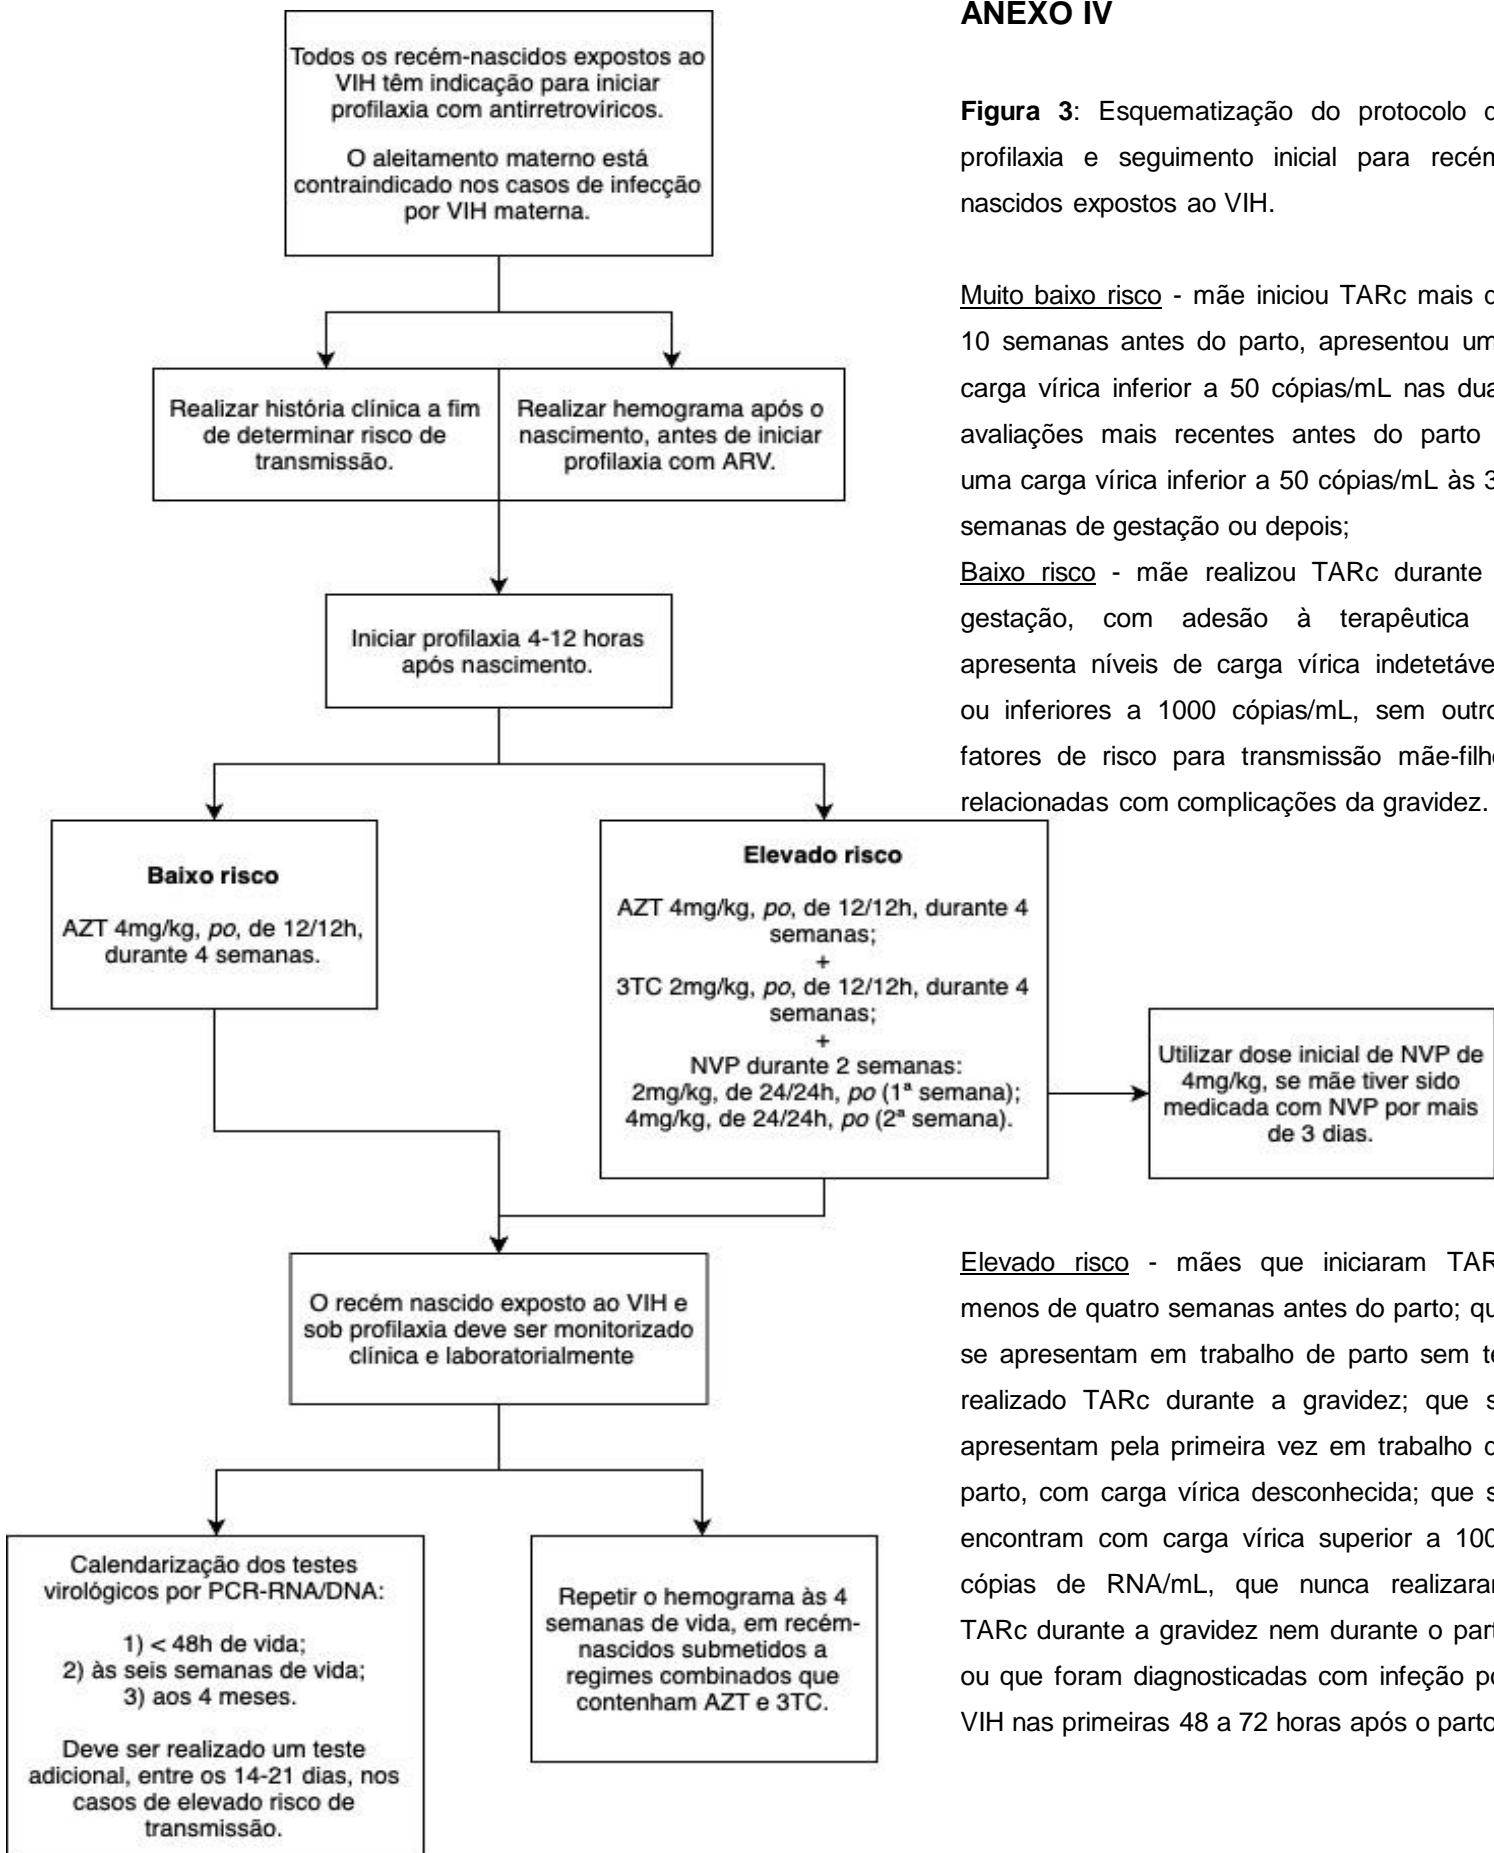 ANEXO IV
Todos os recém-nascidos expostos ao
VIH têm indicação para iniciar
profilaxia com antirretrovíricos.
O aleitamento materno está
contraindicado nos casos de infecção
por VIH materna.
Figura 3: Esquematização do protocolo
profilaxia e seguimento inicial para
nascidos expostos ao VIH.
Muito baixo risco - mãe iniciou TARc mais
10 semanas antes do parto, apresentou
carga vírica inferior a 50 cópias/mL nas
avaliações mais recentes antes do parto
uma carga vírica inferior a 50 cópias/mL às
semanas de gestação ou depois;
Baixo risco - mãe realizou TARc durante
gestação, com adesão à terapêutica
apresenta níveis de carga vírica
ou inferiores a 1000 cópias/mL, sem
fatores de risco para transmissão
relacionadas com complicações da gravidez.
Realizar história clínica a fim
de determinar risco de
transmissão.
Realizar hemograma após o
nascimento, antes de iniciar
profilaxia com ARV.
Iniciar profilaxia 4-12 horas
após nascimento.
Baixo risco
AZT 4mg/kg, po, de 12/12h,
durante 4 semanas.
Elevado risco
AZT 4mg/kg, po, de 12/12h, durante 4
semanas;
+
3TC 2mg/kg, po, de 12/12h, durante 4
semanas;
+
NVP durante 2 semanas:
2mg/kg, de 24/24h, po (1ª semana);
4mg/kg, de 24/24h, po (2ª semana).
Utilizar dose inicial de NVP de
4mg/kg, se mãe tiver sido
medicada com NVP por mais
de 3 dias.
O recém nascido exposto ao VIH e
sob profilaxia deve ser monitorizado
clínica e laboratorialmente
Elevado risco - mães que iniciaram
menos de quatro semanas antes do parto;
se apresentam em trabalho de parto sem
realizado TARc durante a gravidez; que
apresentam pela primeira vez em trabalho
parto, com carga vírica desconhecida; que
encontram com carga vírica superior a
cópias de RNA/mL, que nunca
TARc durante a gravidez nem durante o
ou que foram diagnosticadas com infeção
VIH nas primeiras 48 a 72 horas após o parto
Calendarização dos testes
virológicos por PCR-RNA/DNA:
1) < 48h de vida;
2) às seis semanas de vida;
3) aos 4 meses.
Deve ser realizado um teste
adicional, entre os 14-21 dias, nos
casos de elevado risco de
transmissão.
Repetir o hemograma às 4
semanas de vida, em recém-
nascidos submetidos a
regimes combinados que
contenham AZT e 3TC.